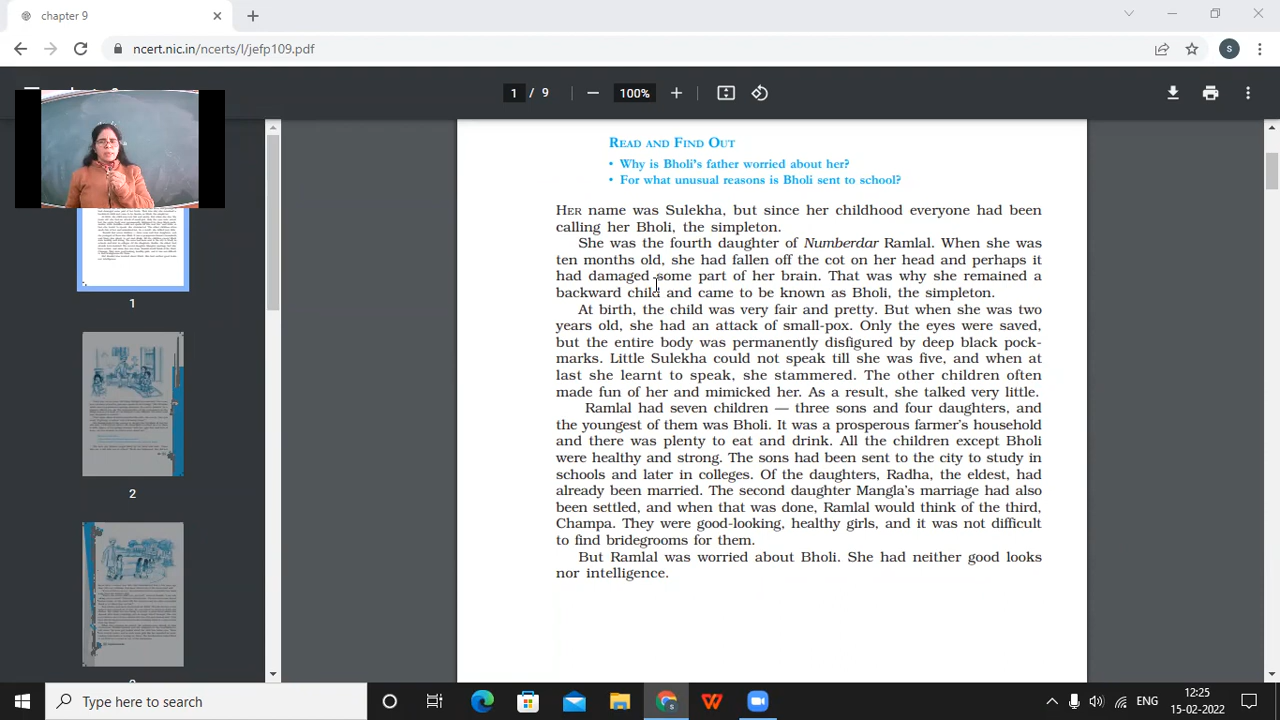 chapter 9
ncert.nic.in/ncerts/l/jefp109.pdf
S
1 / 9
100%
READ AND FIND OUT
• Why is Bholi's father worried about her?
• For what unusual reasons is Bholi sent to school?
Her name was Sulekha, but since her childhood everyone had been
calling her Bholi, the simpleton.
She was the fourth daughter of Numberdar Ramlal. When she was
ten months old, she had fallen off the cot on her head and perhaps it
had damaged some part of her brain. That was why she remained a
backward child and came to be known as Bholi, the simpleton.
At birth, the child was very fair and pretty. But when she was two
years old, she had an attack of small-pox. Only the eyes were saved,
but the entire body was permanently disfigured by deep black pock-
marks. Little Sulekha could not speak till she was five, and when at
last she learnt to speak, she stammered. The other children often
made fun of her and mimicked her. As a result, she talked very little.
Ramlal had seven children — three sons and four daughters, and
the youngest of them was Bholi. It was a prosperous farmer's household
and there was plenty to eat and drink. All the children except Bholi
were healthy and strong. The sons had been sent to the city to study in
schools and later in colleges. Of the daughters, Radha, the eldest, had
already been married. The second daughter Mangla's marriage had also
been settled, and when that was done, Ramlal would think of the third,
Champa. They were good-looking, healthy girls, and it was not difficult
to find bridegrooms for them.
But Ramlal was worried about Bholi. She had neither good looks
nor intelligence.
1
2
3
Type here to search
ENG
12:25
15-02-2022